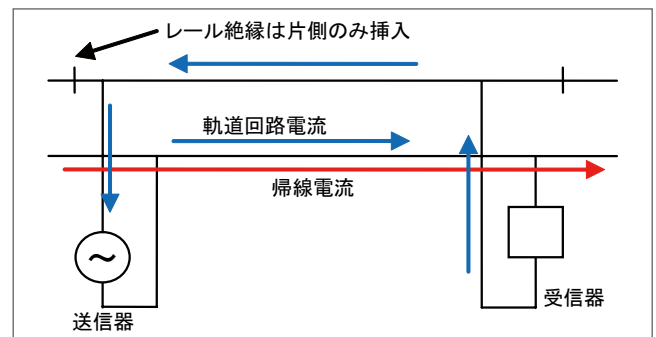 レール絶縁は片側のみ挿入
軌道回路電流
帰線電流
～
送信器
受信器